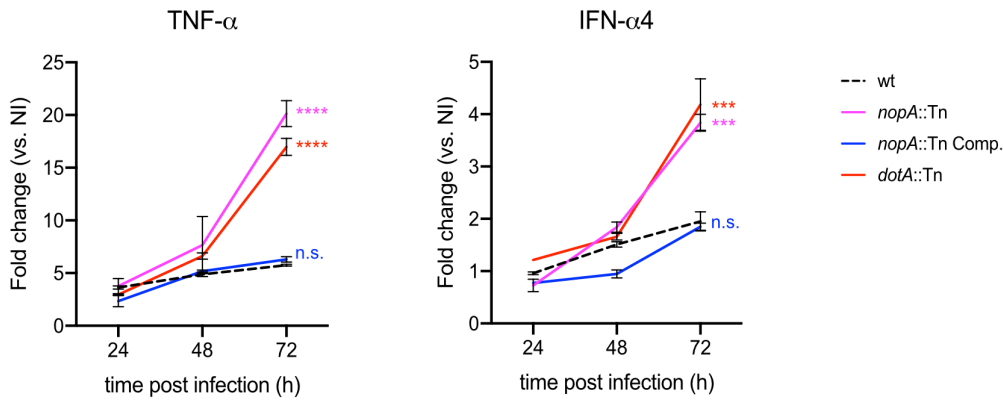 TNF-α
Fold change (vs. NI)
25
20
15
10
5
0
****
****
n.s.
24
48
72
time post infection (h)
IFN-α4
Fold change (vs. NI)
5
4
3
2
1
0
***
***
n.s.
24
48
72
time post infection (h)
wt
nopA::Tn
nopA::Tn Comp.
dotA::Tn